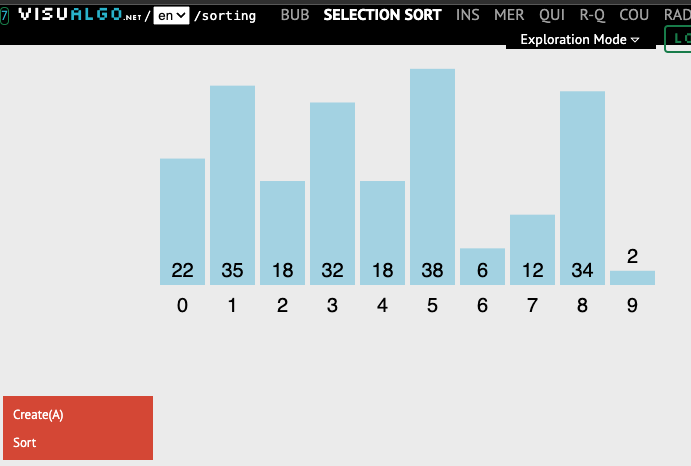 7 VISUALGO.NET / en /sorting BUB SELECTION SORT INS MER QUI R-Q COU RAD
Exploration Mode LO
22 35 18 32 18 38 6 12 34 2
0 1 2 3 4 5 6 7 8 9
Create(A)
Sort